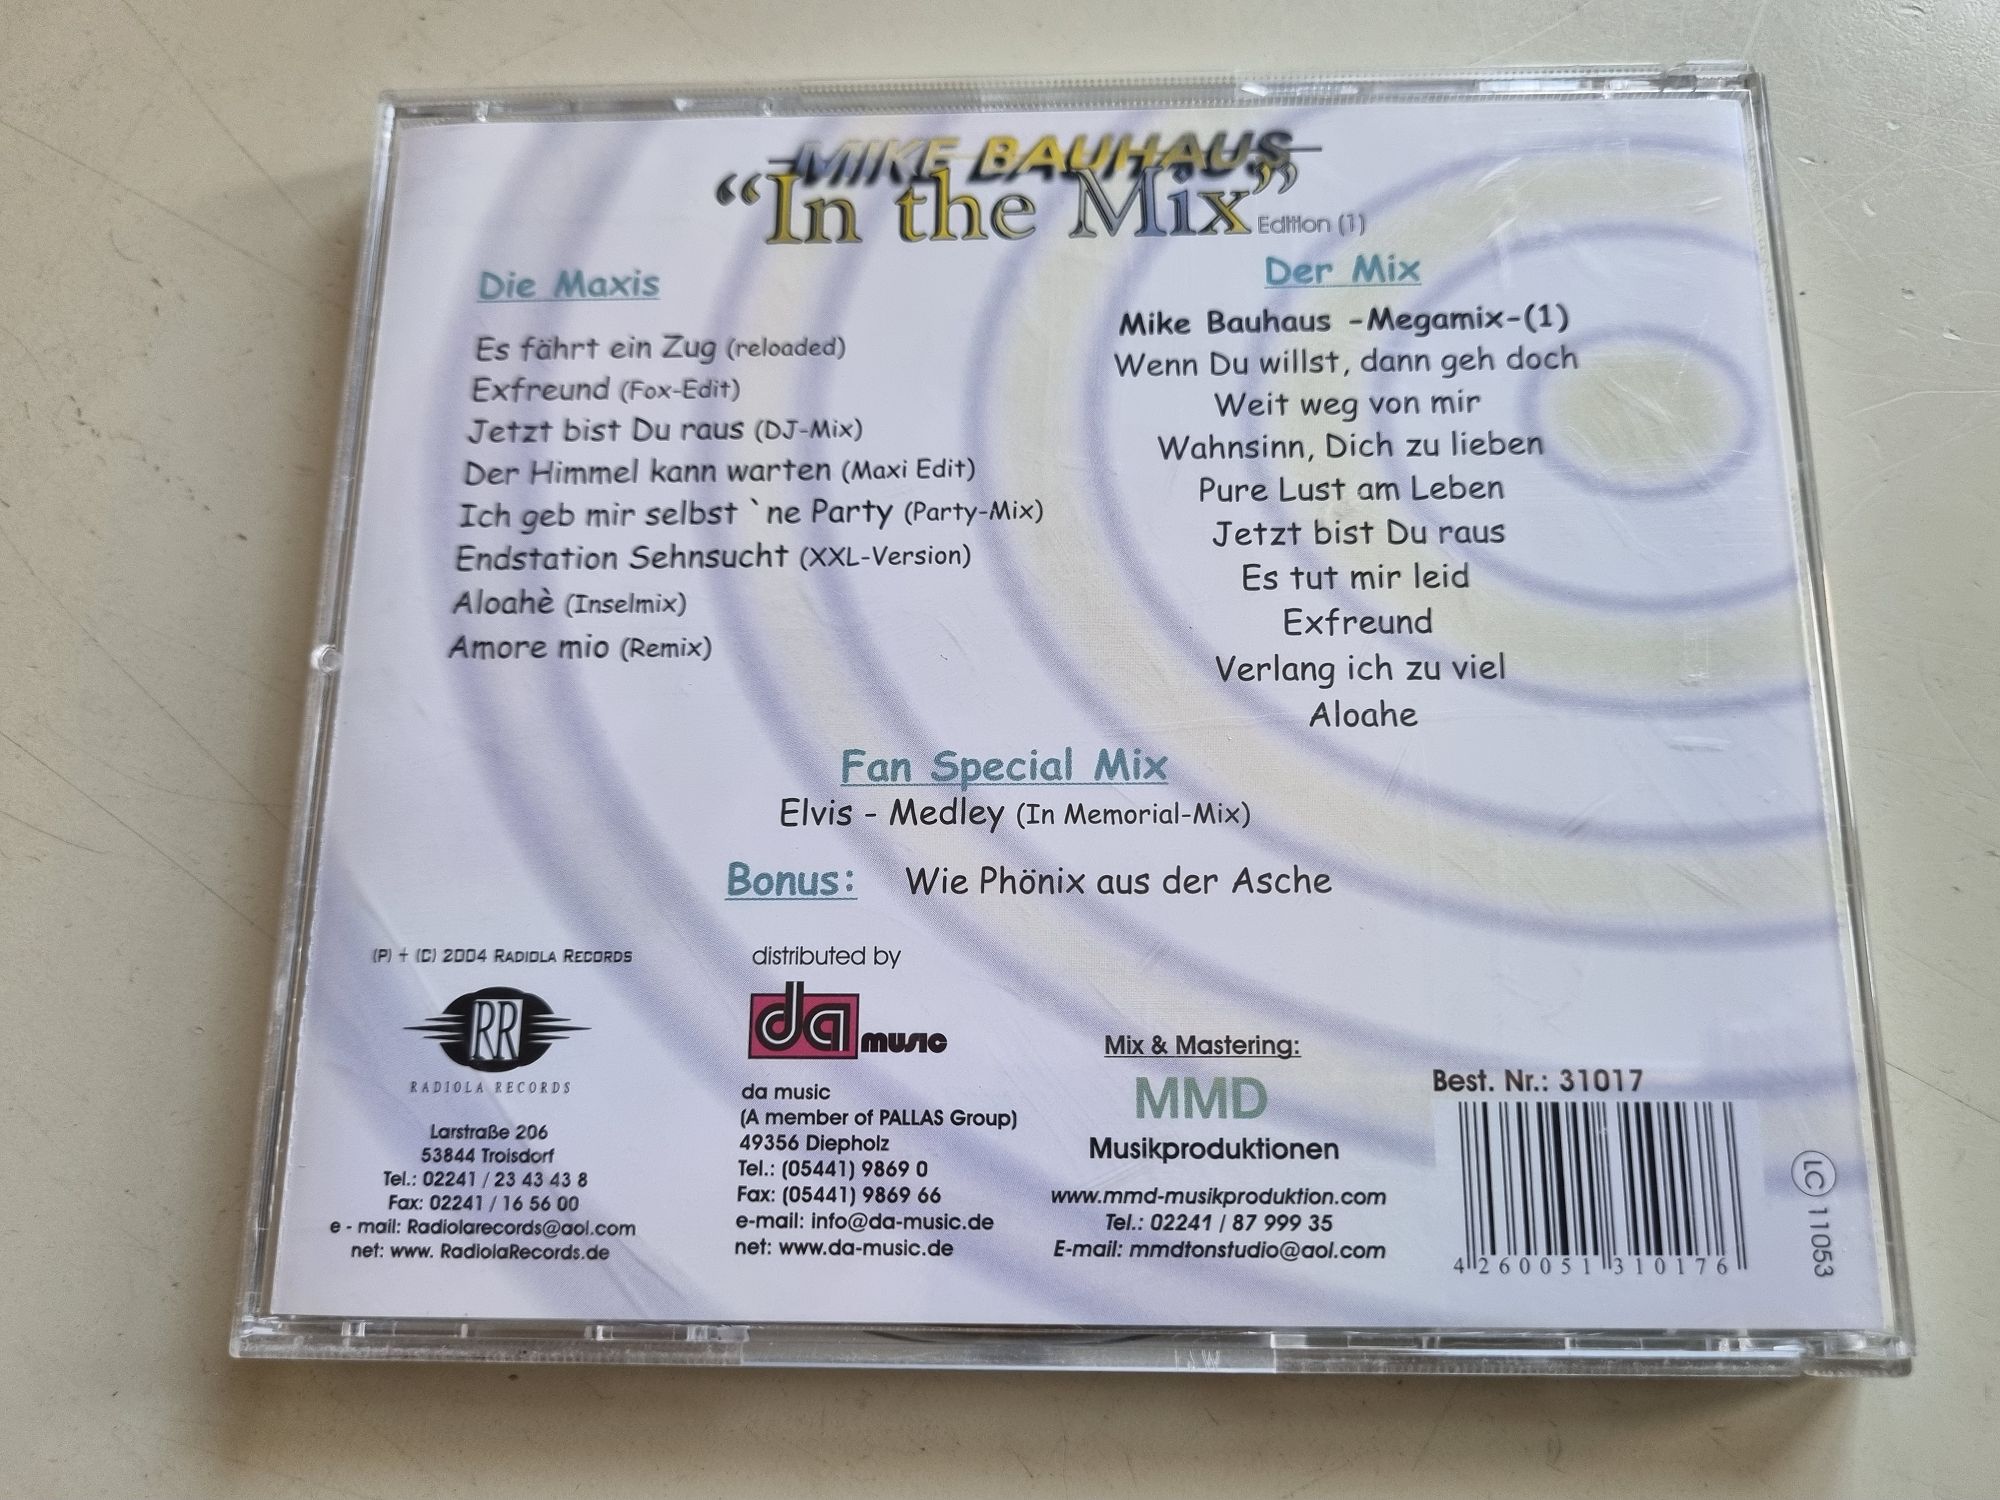 MIKE BAUHAUS
“In the Mix” Edition (1)
Die Maxis
Es fährt ein Zug (reloaded)
Exfreund (Fox-Edit)
Jetzt bist Du raus (DJ-Mix)
Der Himmel kann warten (Maxi Edit)
Ich geb mir selbst `ne Party (Party-Mix)
Endstation Sehnsucht (XXL-Version)
Aloahè (Inselmix)
Amore mio (Remix)
Der Mix
Mike Bauhaus -Megamix-(1)
Wenn Du willst, dann geh doch
Weit weg von mir
Wahnsinn, Dich zu lieben
Pure Lust am Leben
Jetzt bist Du raus
Es tut mir leid
Exfreund
Verlang ich zu viel
Aloahe
Fan Special Mix
Elvis - Medley (In Memorial-Mix)
Bonus: Wie Phönix aus der Asche
(P) + (C) 2004 RADIOLA RECORDS
RR
RADIOLA RECORDS
Larstraße 206
53844 Troisdorf
Tel.: 02241 / 23 43 43 8
Fax: 02241 / 16 56 00
e - mail: Radiolarecords@aol.com
net: www. RadiolaRecords.de
distributed by
da music
da music
(A member of PALLAS Group)
49356 Diepholz
Tel.: (05441) 9869 0
Fax: (05441) 9869 66
e-mail: info@da-music.de
net: www.da-music.de
Mix & Mastering:
MMD
Musikproduktionen
www.mmd-musikproduktion.com
Tel.: 02241 / 87 999 35
E-mail: mmdtonstudio@aol.com
Best. Nr.: 31017
4 260051 310176
LC 11053